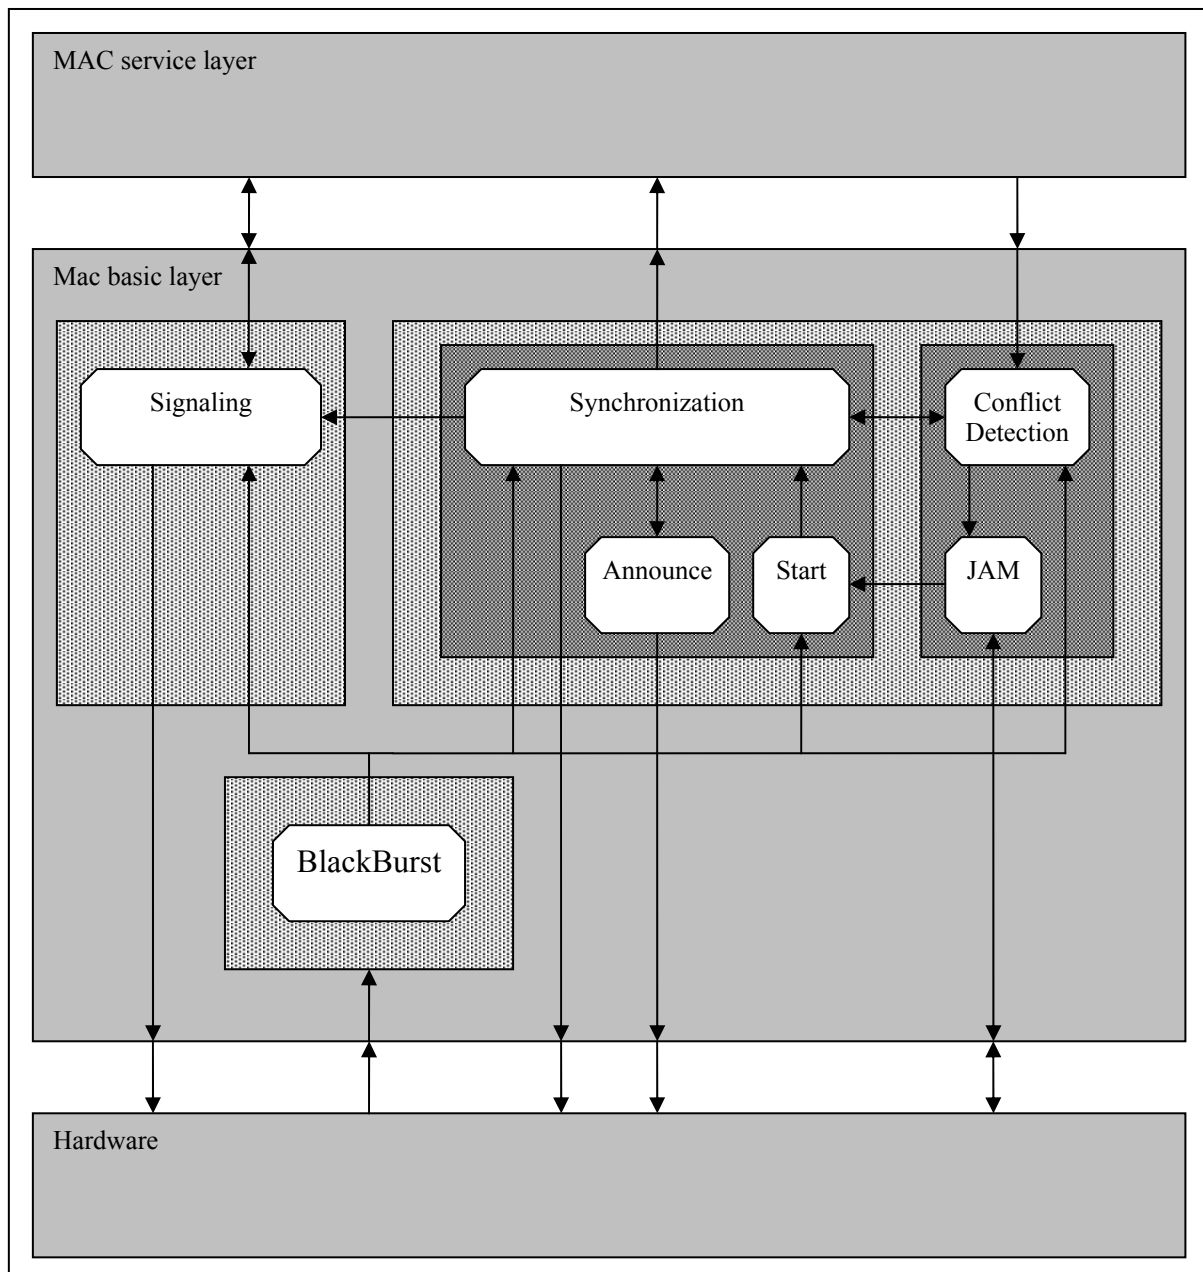 MAC service layer
Mac basic layer
Signaling
Synchronization
Conflict
Detection
Announce
Start
JAM
BlackBurst
Hardware